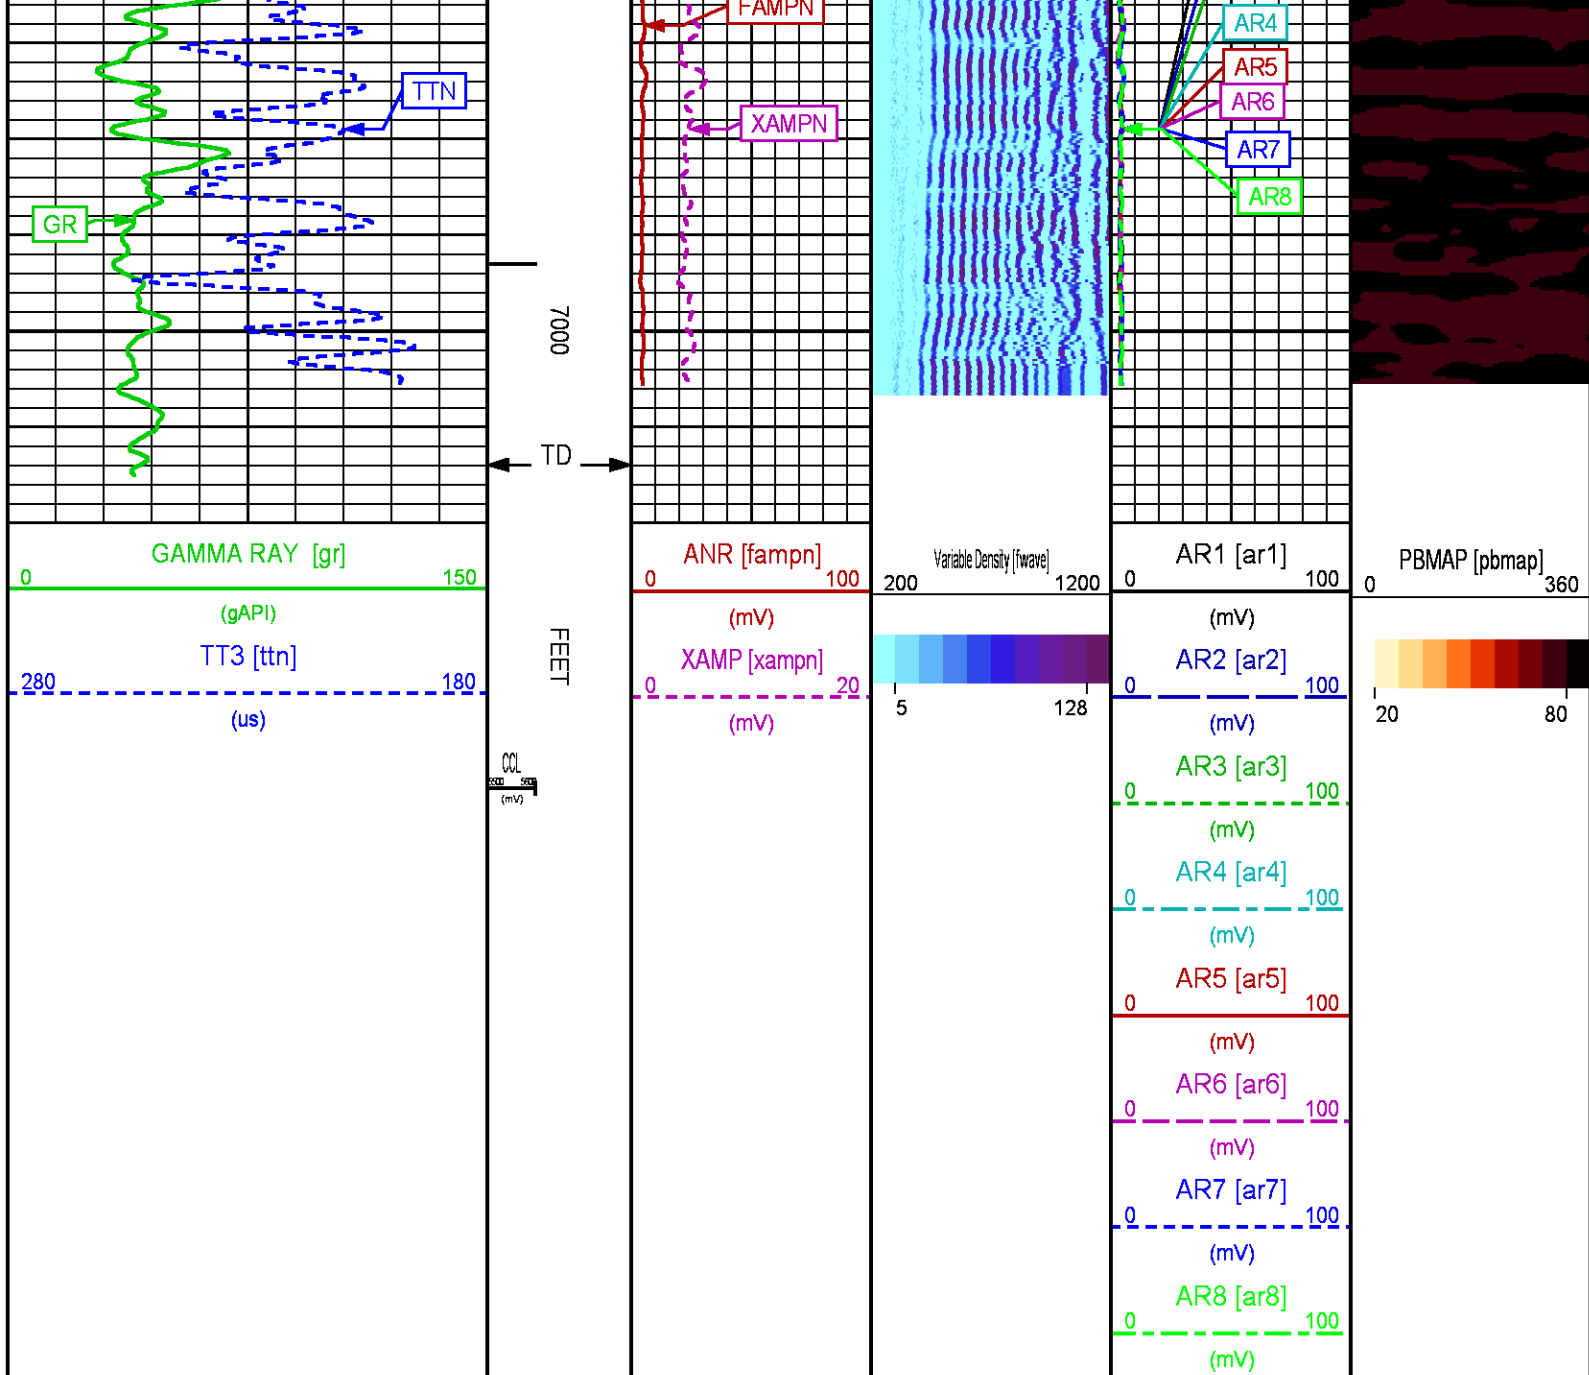 FAMPN
AR4
AR5
TTN
AR6
XAMPN
AR7
AR8
GR
7000
TD
GAMMA RAY [gr]
0 150
(gAPI)
TT3 [ttn]
280 180
(us)
FEET
CCL
(mV)
ANR [fampn]
0 100
(mV)
XAMP [xampn]
0 20
(mV)
Variable Density [fwave]
200 1200
5 128
AR1 [ar1]
0 100
(mV)
AR2 [ar2]
0 100
(mV)
AR3 [ar3]
0 100
(mV)
AR4 [ar4]
0 100
(mV)
AR5 [ar5]
0 100
(mV)
AR6 [ar6]
0 100
(mV)
AR7 [ar7]
0 100
(mV)
AR8 [ar8]
0 100
(mV)
PBMAP [pbmap]
0 360
20 80